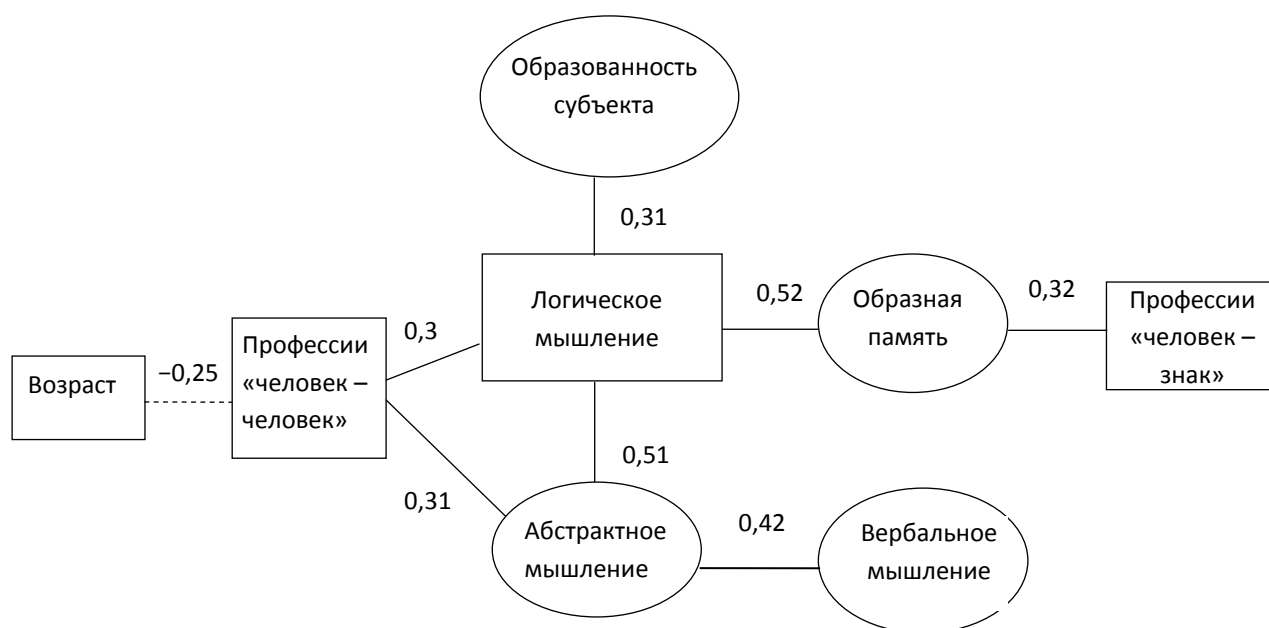 Образованность
субъекта
0,31
Логическое
мышление
0,52
Образная
память
0,32
Профессии
«человек –
знак»
0,3
Профессии
«человек –
человек»
−0,25
Возраст
0,51
0,31
Абстрактное
мышление
0,42
Вербальное
мышление